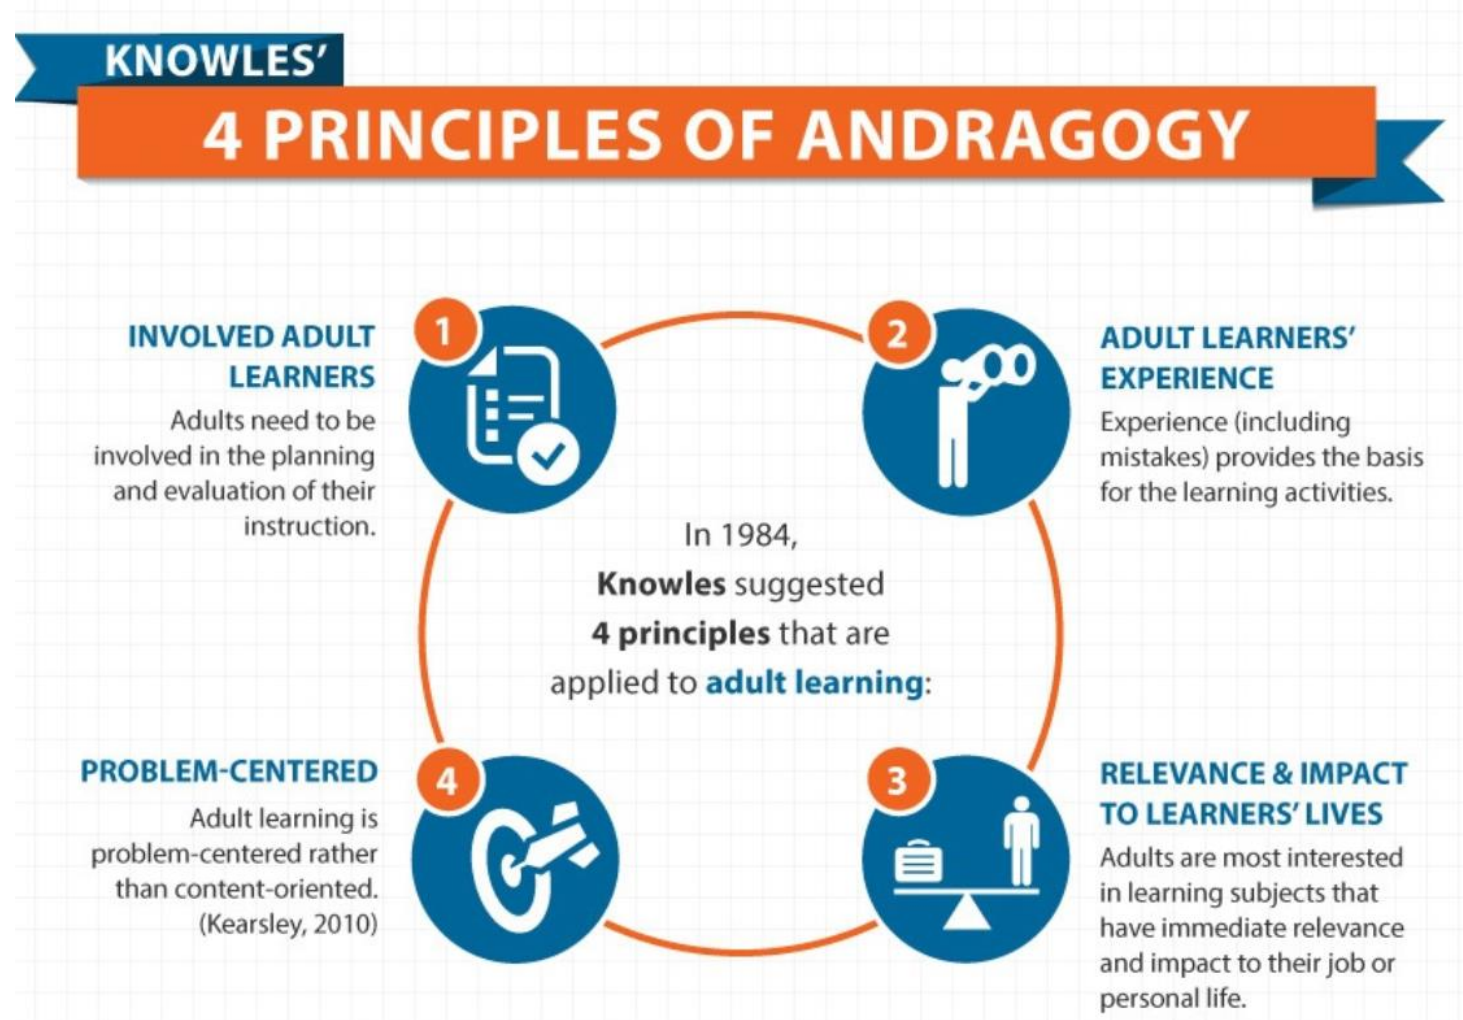 KNOWLES’
4 PRINCIPLES OF ANDRAGOGY
1
INVOLVED ADULT
LEARNERS
Adults need to be
involved in the planning
and evaluation of their
instruction.
2
ADULT LEARNERS’
EXPERIENCE
Experience (including
mistakes) provides the basis
for the learning activities.
In 1984,
Knowles suggested
4 principles that are
applied to adult learning:
3
RELEVANCE & IMPACT
TO LEARNERS’ LIVES
Adults are most interested
in learning subjects that
have immediate relevance
and impact to their job or
personal life.
4
PROBLEM-CENTERED
Adult learning is
problem-centered rather
than content-oriented.
(Kearsley, 2010)